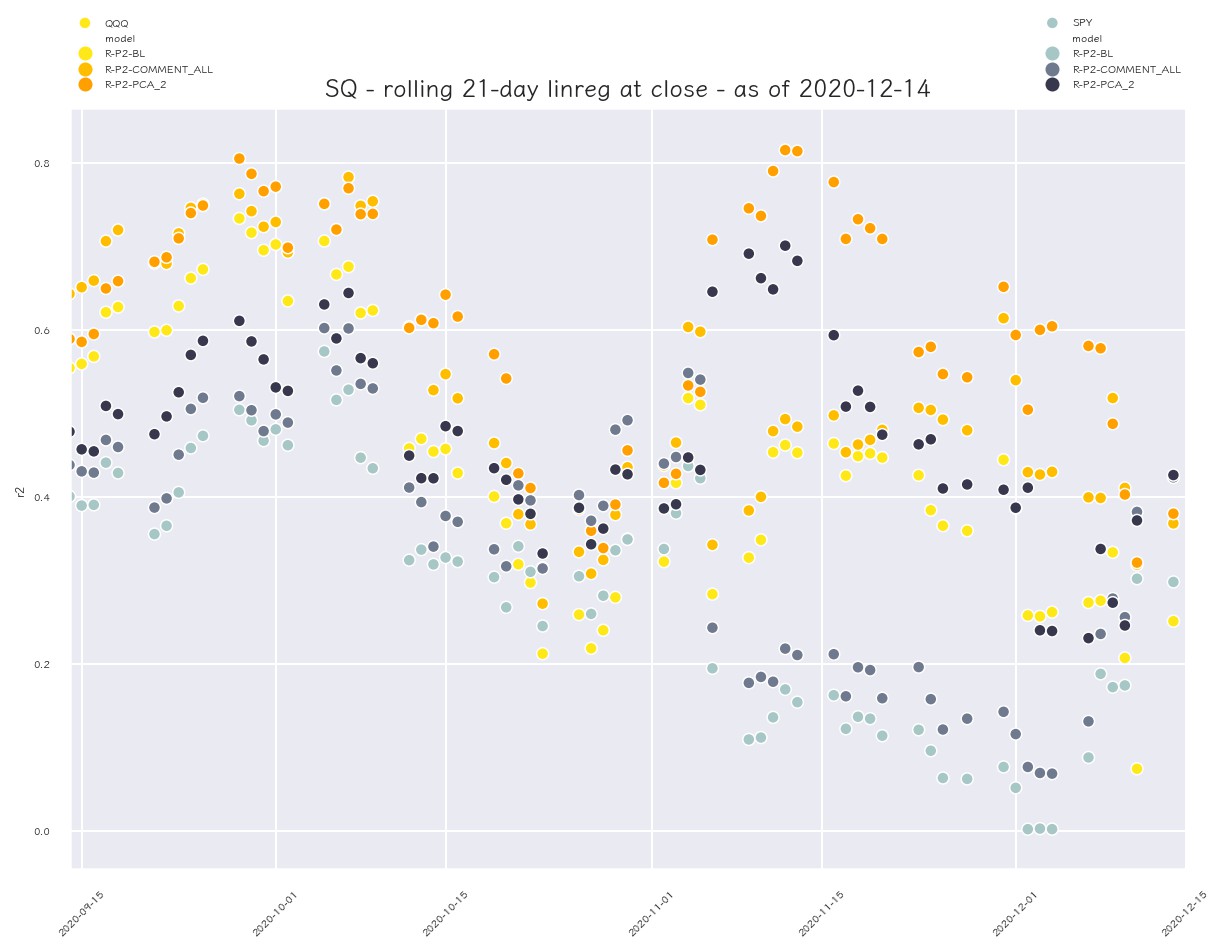 QQQ
model
R-P2-BL
R-P2-COMMENT_ALL
R-P2-PCA_2
SPY
model
R-P2-BL
R-P2-COMMENT_ALL
R-P2-PCA_2
SQ - rolling 21-day linreg at close - as of 2020-12-14
0.8
0.6
0.4
0.2
0.0
r2
2020-09-15
2020-10-01
2020-10-15
2020-11-01
2020-11-15
2020-12-01
2020-12-15